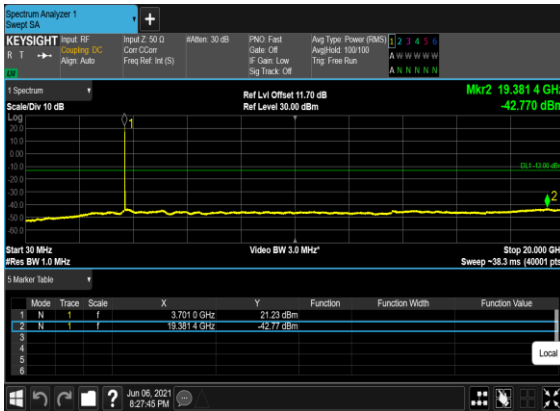 Spectrum Analyzer 1
Swept SA
+
KEYSIGHT Input: RF Input Z: 50 Ω #Atten: 30 dB PNO: Fast Avg Type: Power (RMS) 1 2 3 4 5 6
R T Coupling: DC Corr CCorr Gate: Off Avg|Hold: 100/100 A W W W W W
Align: Auto Freq Ref: Int (S) IF Gain: Low Trig: Free Run
Sig Track: Off A N N N N N
1 Spectrum Ref Lvl Offset 11.70 dB Mkr2 19.381 4 GHz
Scale/Div 10 dB Ref Level 30.00 dBm -42.770 dBm
Log
1
20.0
10.0
0.00
-10.0
DL1 -13.00 dBm
-20.0
-30.0
-40.0
2
-50.0
-60.0
Start 30 MHz Video BW 3.0 MHz* Stop 20.000 GHz
#Res BW 1.0 MHz Sweep ~38.3 ms (40001 pts)
5 Marker Table
Mode Trace Scale X Y Function Function Width Function Value
1 N 1 f 3.701 0 GHz 21.23 dBm
2 N 1 f 19.381 4 GHz -42.77 dBm
3
4
5
6
Local
? Jun 06, 2021
8:27:45 PM